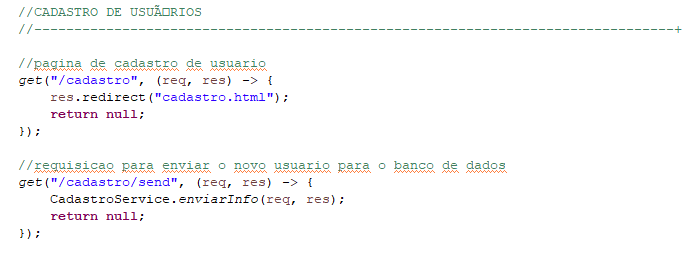 //CADASTRO DE USUÃ�RIOS
//--------------------------------------------------------------------------------+
//pagina de cadastro de usuario
get("/cadastro", (req, res) -> {
res.redirect("cadastro.html");
return null;
});
//requisicao para enviar o novo usuario para o banco de dados
get("/cadastro/send", (req, res) -> {
CadastroService.enviarInfo(req, res);
return null;
});